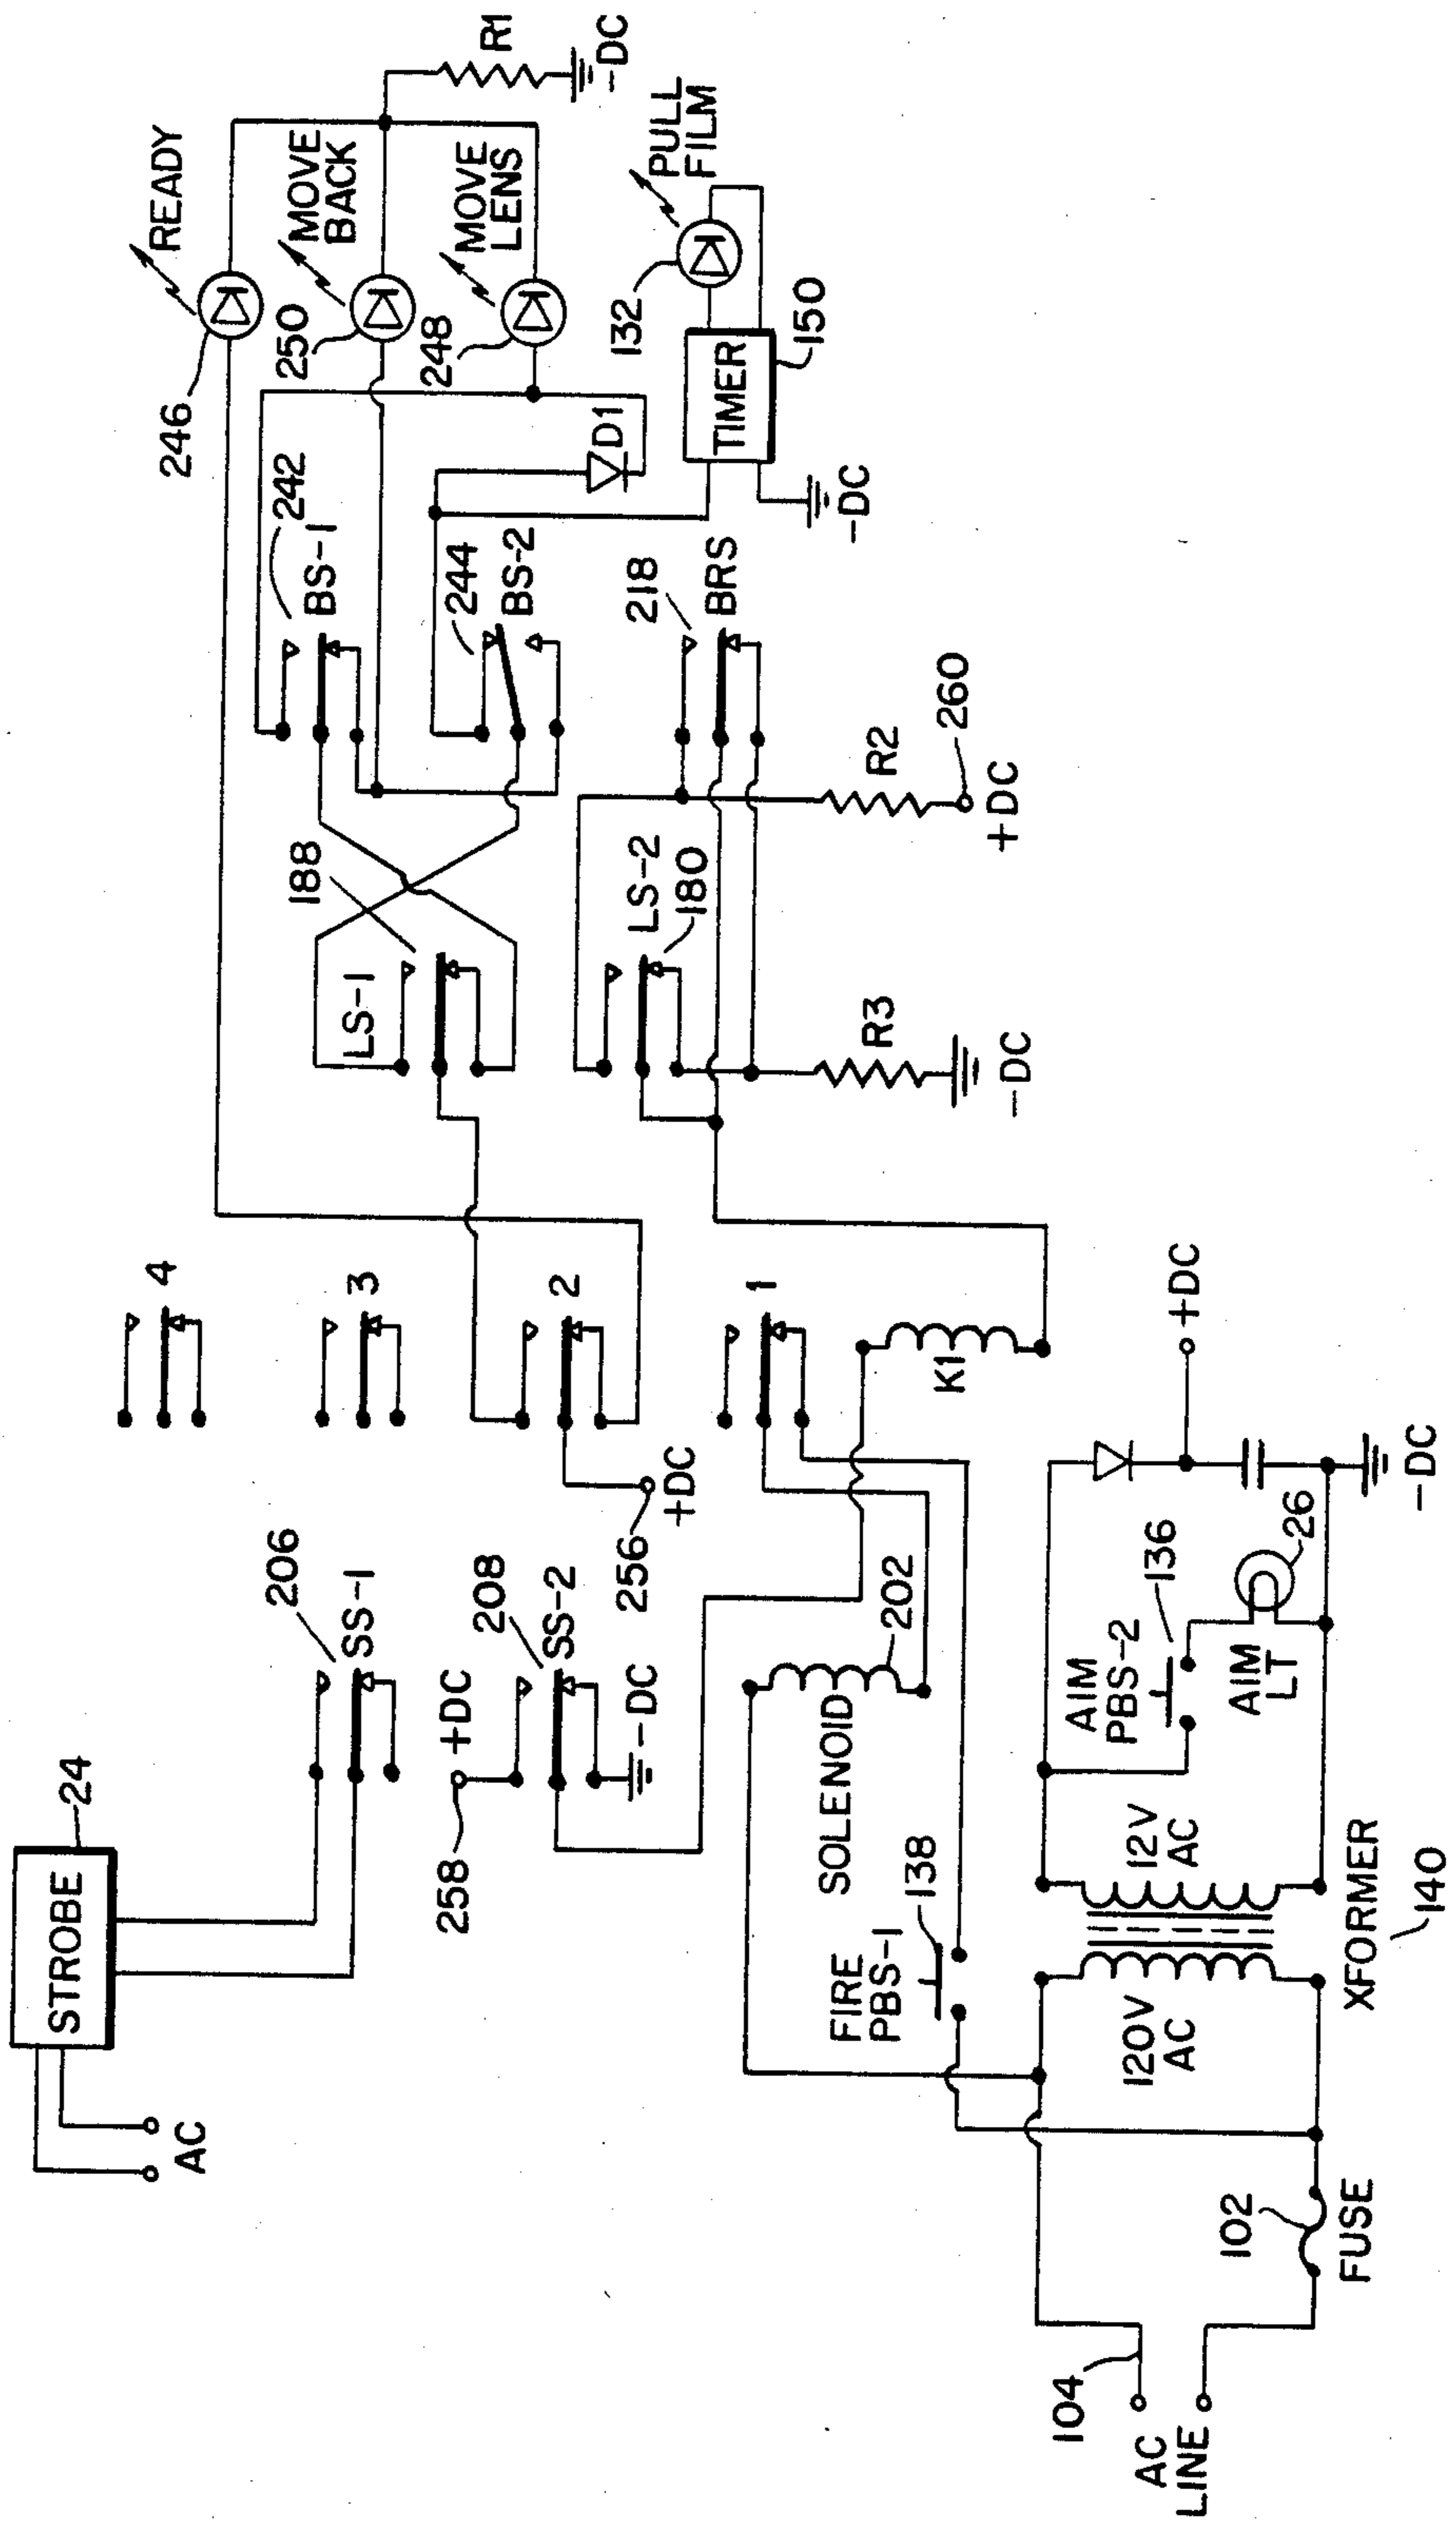 STROBE
24
AC
206
SS-1
258
+DC
208
SS-2
-DC
256
+DC
4
3
2
1
LS-1
188
LS-2
180
R3
-DC
242
BS-1
244
BS-2
218
BRS
R2
260
+DC
246
READY
250
MOVE
BACK
248
MOVE
LENS
R1
-DC
D1
132
PULL
FILM
TIMER
150
-DC
SOLENOID
202
K1
FIRE
PBS-1
138
AC
LINE
104
102
FUSE
120V
AC
12V
AC
XFORMER
140
AIM
PBS-2
136
AIM
LT
26
+DC
-DC